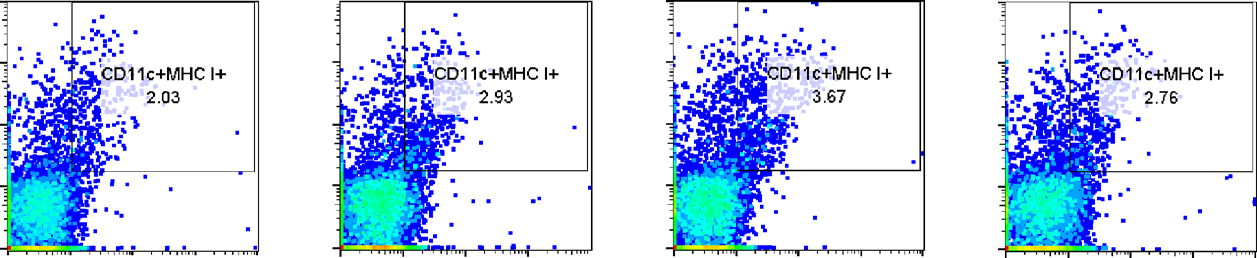 CD11c+MHC I+
2.03
CD11c+MHC I+
2.93
CD11c+MHC I+
3.67
CD11c+MHC I+
2.76